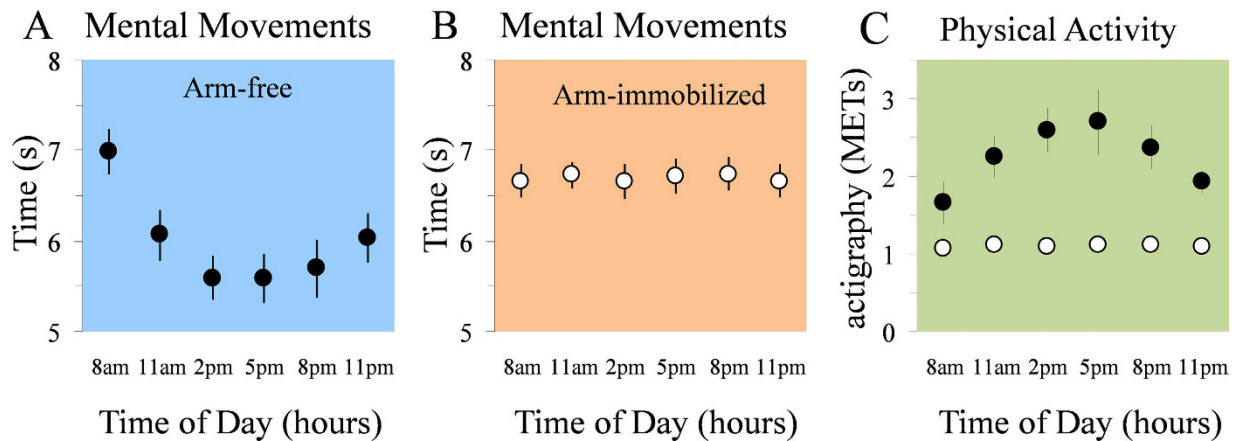 A Mental Movements
Arm-free
Time (s)
8
7
6
5
8am 11am 2pm 5pm 8pm 11pm
Time of Day (hours)
B Mental Movements
Arm-immobilized
Time (s)
8
7
6
5
8am 11am 2pm 5pm 8pm 11pm
Time of Day (hours)
C Physical Activity
actigraphy (METs)
3
2
1
0
8am 11am 2pm 5pm 8pm 11pm
Time of Day (hours)